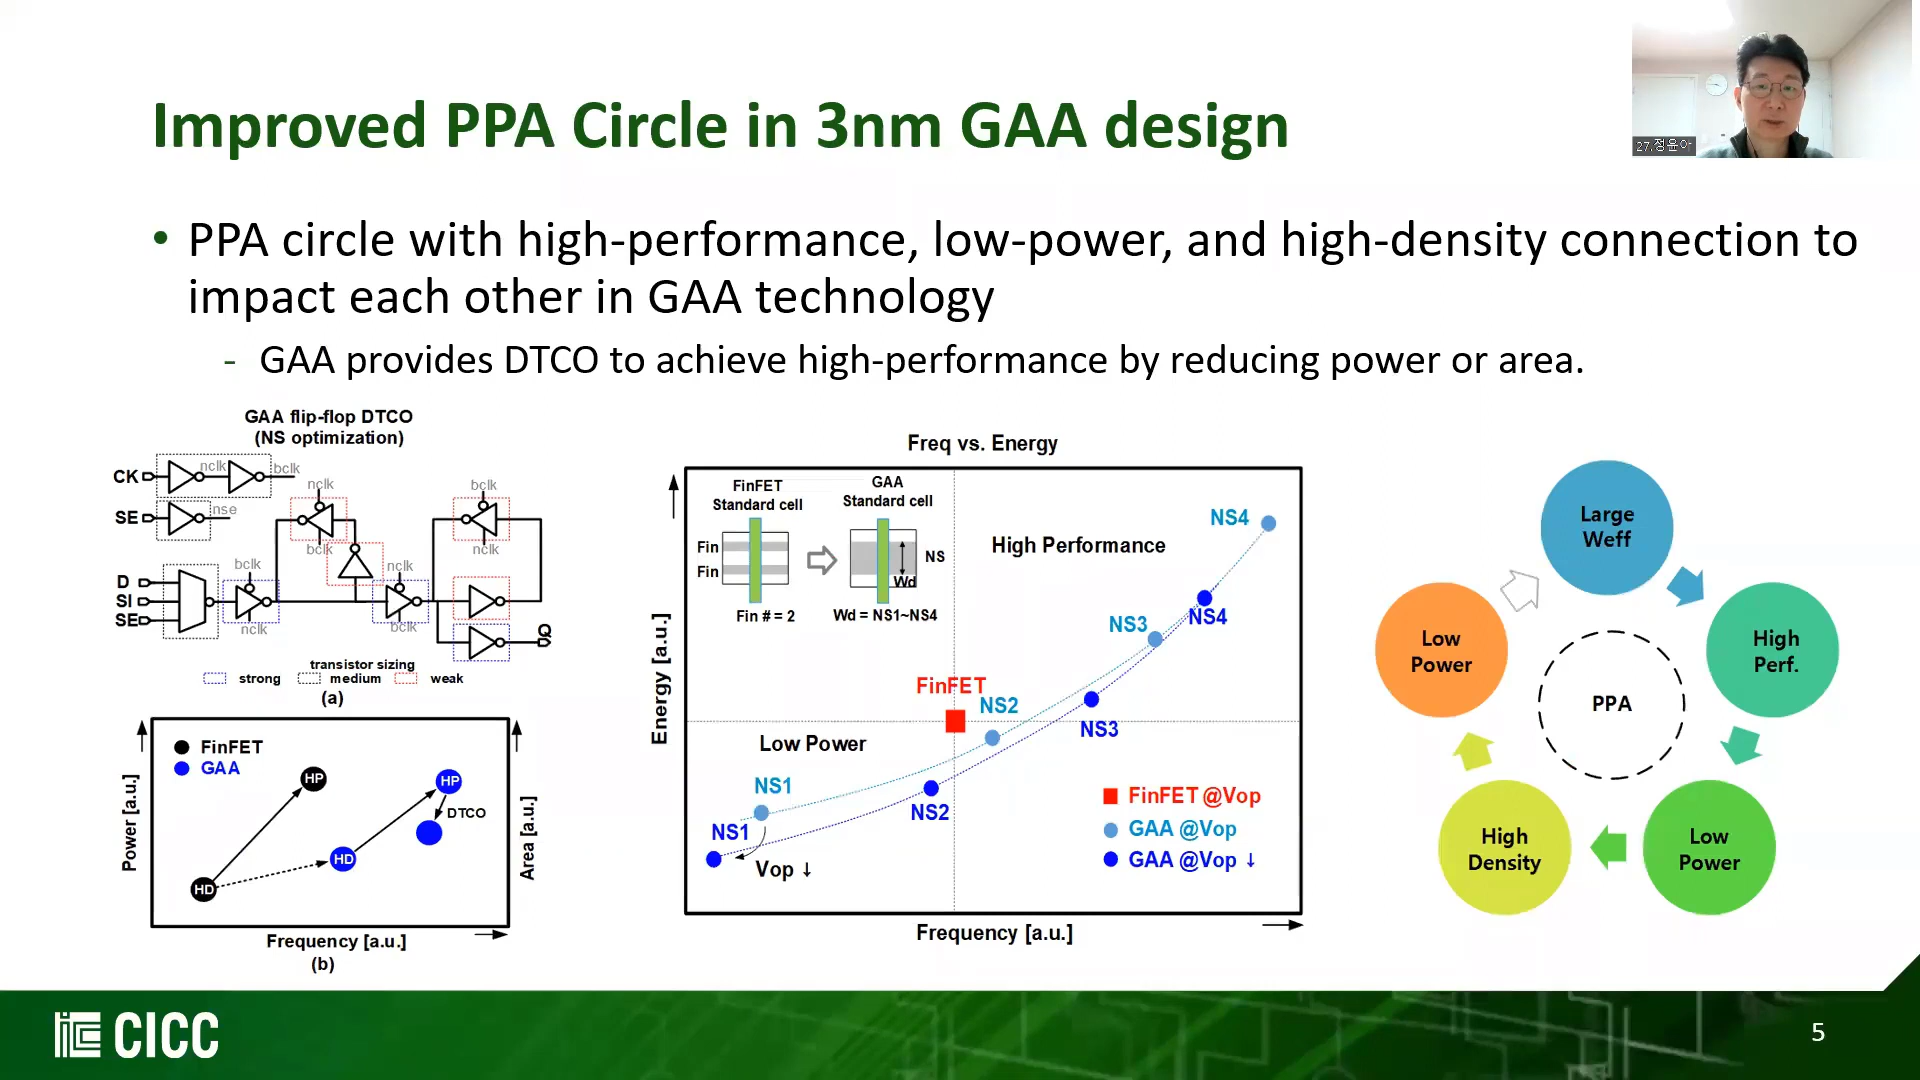 Improved PPA Circle in 3nm GAA design
27.정윤아
• PPA circle with high-performance, low-power, and high-density connection to
impact each other in GAA technology
- GAA provides DTCO to achieve high-performance by reducing power or area.
GAA flip-flop DTCO
(NS optimization)
CK
nclk
bclk
SE
nse
nclk
bclk
bclk
nclk
D
SI
SE
bclk
nclk
nclk
bclk
Q
transistor sizing
strong
medium
weak
(a)
FinFET
GAA
HP
HP
DTCO
HD
HD
Power [a.u.]
Area [a.u.]
Frequency [a.u.]
(b)
Freq vs. Energy
FinFET
Standard cell
GAA
Standard cell
Fin
Fin
NS
Wd
Fin # = 2
Wd = NS1~NS4
High Performance
NS4
NS4
NS3
NS3
FinFET
NS2
NS2
Low Power
NS1
NS1
Vop ↓
FinFET @Vop
GAA @Vop
GAA @Vop ↓
Energy [a.u.]
Frequency [a.u.]
Large
Weff
High
Perf.
Low
Power
High
Density
Low
Power
PPA
CICC
5